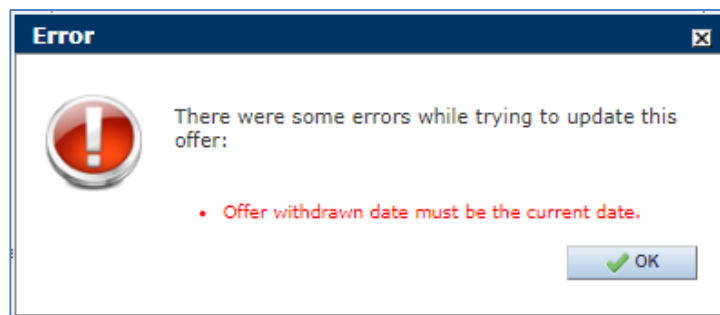 Error
There were some errors while trying to update this
offer:
Offer withdrawn date must be the current date.
OK